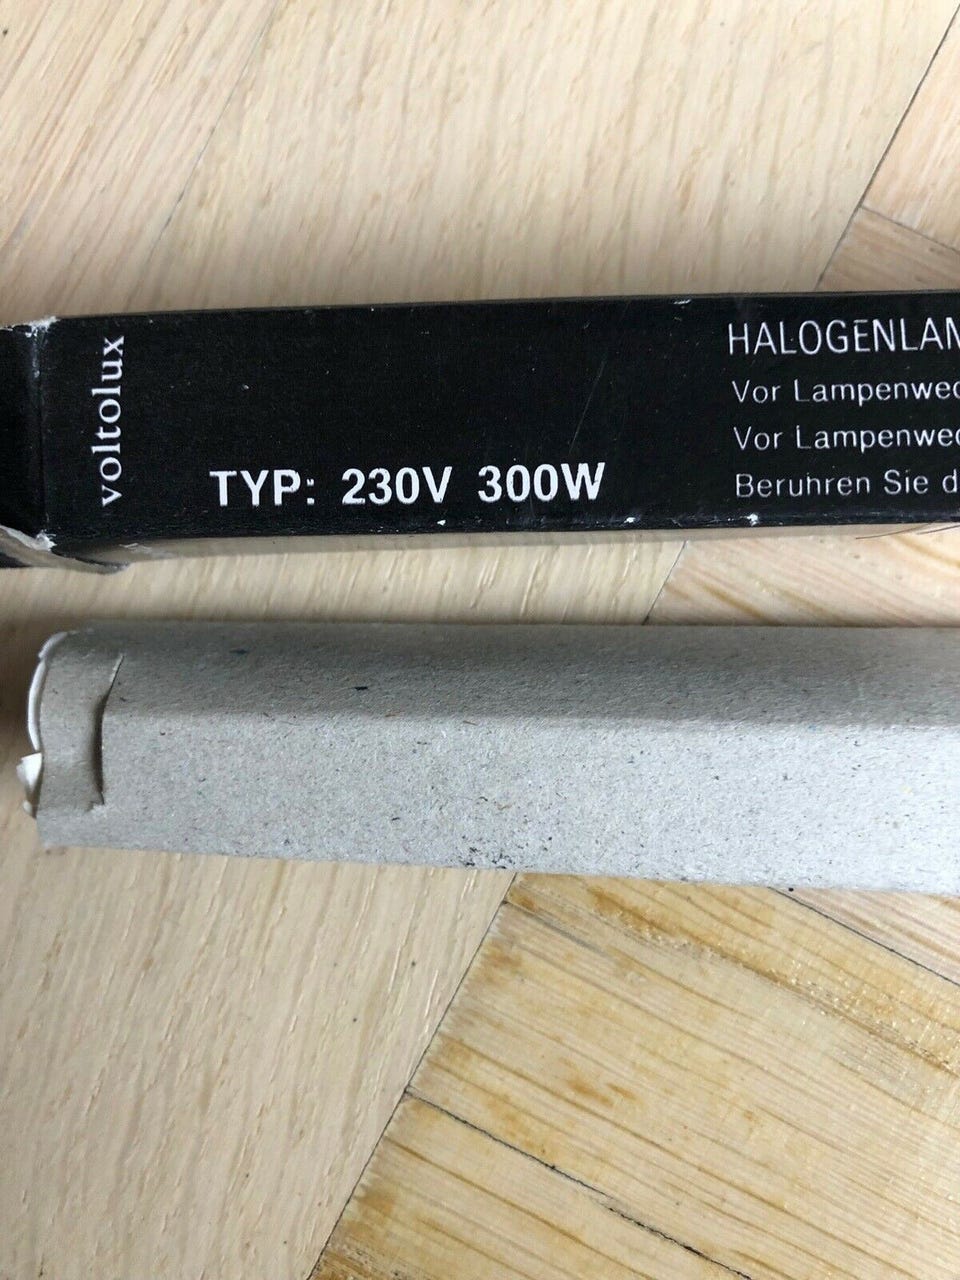 voltolux
TYP: 230V 300W
HALOGENLAM
Vor Lampenwec
Vor Lampenwec
Beruhren Sie d